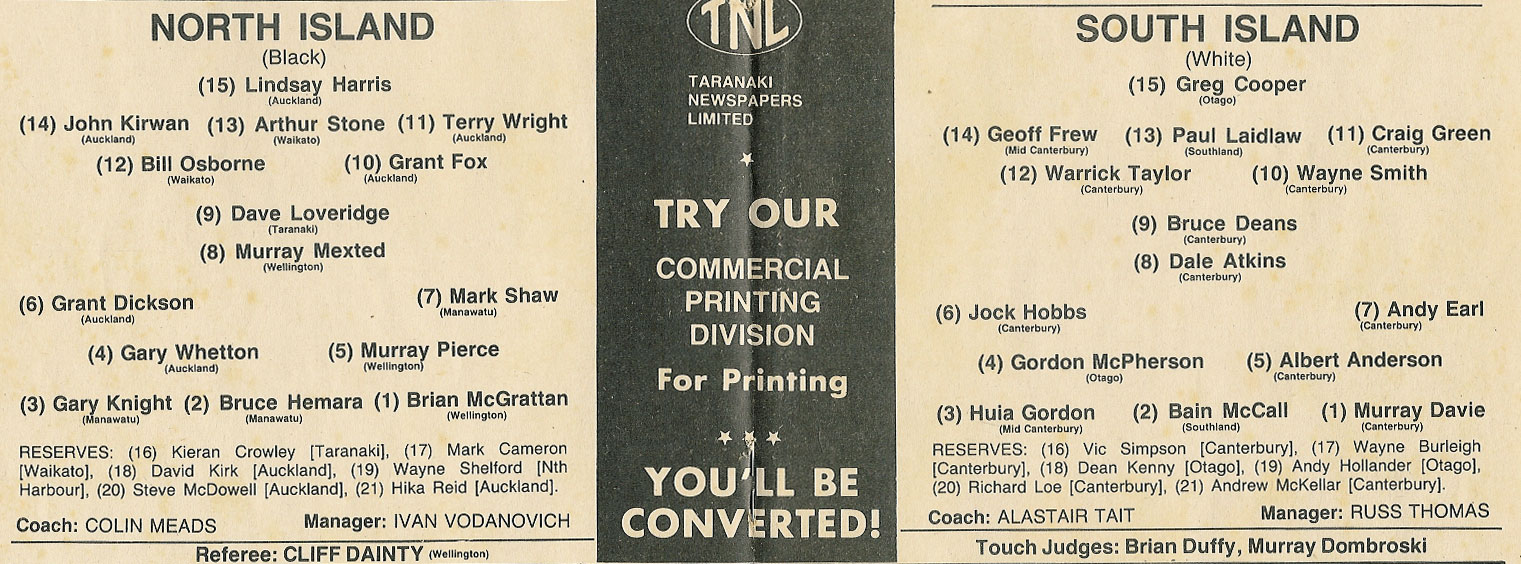 NORTH ISLAND
(Black)
(15) Lindsay Harris
(Auckland)
(14) John Kirwan (13) Arthur Stone (11) Terry Wright
(Auckland) (Waikato) (Auckland)
(12) Bill Osborne (10) Grant Fox
(Waikato) (Auckland)
(9) Dave Loveridge
(Taranaki)
(8) Murray Mexted
(Wellington)
(6) Grant Dickson (7) Mark Shaw
(Auckland) (Manawatu)
(4) Gary Whetton (5) Murray Pierce
(Auckland) (Wellington)
(3) Gary Knight (2) Bruce Hemara (1) Brian McGrattan
(Manawatu) (Manawatu) (Wellington)
RESERVES: (16) Kieran Crowley [Taranaki], (17) Mark Cameron
[Waikato], (18) David Kirk [Auckland], (19) Wayne Shelford [Nth
Harbour], (20) Steve McDowell [Auckland], (21) Hika Reid [Auckland].
Coach: COLIN MEADS Manager: IVAN VODANOVICH
Referee: CLIFF DAINTY (Wellington)
TNL
TARANAKI
NEWSPAPERS
LIMITED
TRY OUR
COMMERCIAL
PRINTING
DIVISION
For Printing
YOU'LL BE
CONVERTED!
SOUTH ISLAND
(White)
(15) Greg Cooper
(Otago)
(14) Geoff Frew (13) Paul Laidlaw (11) Craig Green
(Mid Canterbury) (Southland) (Canterbury)
(12) Warrick Taylor (10) Wayne Smith
(Canterbury) (Canterbury)
(9) Bruce Deans
(Canterbury)
(8) Dale Atkins
(Canterbury)
(6) Jock Hobbs (7) Andy Earl
(Canterbury) (Canterbury)
(4) Gordon McPherson (5) Albert Anderson
(Otago) (Canterbury)
(3) Huia Gordon (2) Bain McCall (1) Murray Davie
(Mid Canterbury) (Southland) (Canterbury)
RESERVES: (16) Vic Simpson [Canterbury], (17) Wayne Burleigh
[Canterbury], (18) Dean Kenny [Otago], (19) Andy Hollander [Otago],
(20) Richard Loe [Canterbury], (21) Andrew McKellar [Canterbury].
Coach: ALASTAIR TAIT Manager: RUSS THOMAS
Touch Judges: Brian Duffy, Murray Dombroski